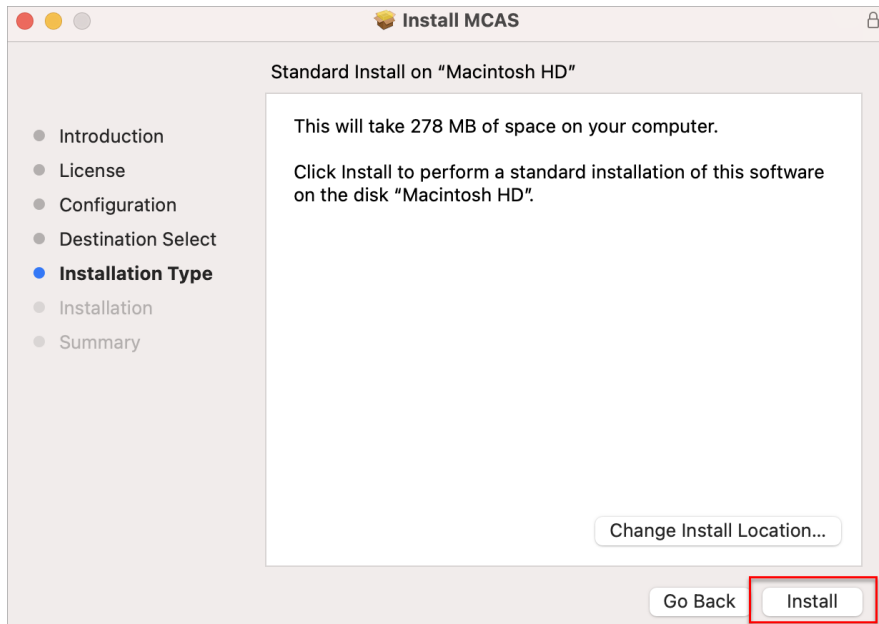 Install MCAS
Standard Install on “Macintosh HD”
Introduction
License
Configuration
Destination Select
Installation Type
Installation
Summary
This will take 278 MB of space on your computer.
Click Install to perform a standard installation of this software
on the disk “Macintosh HD”.
Change Install Location...
Go Back
Install